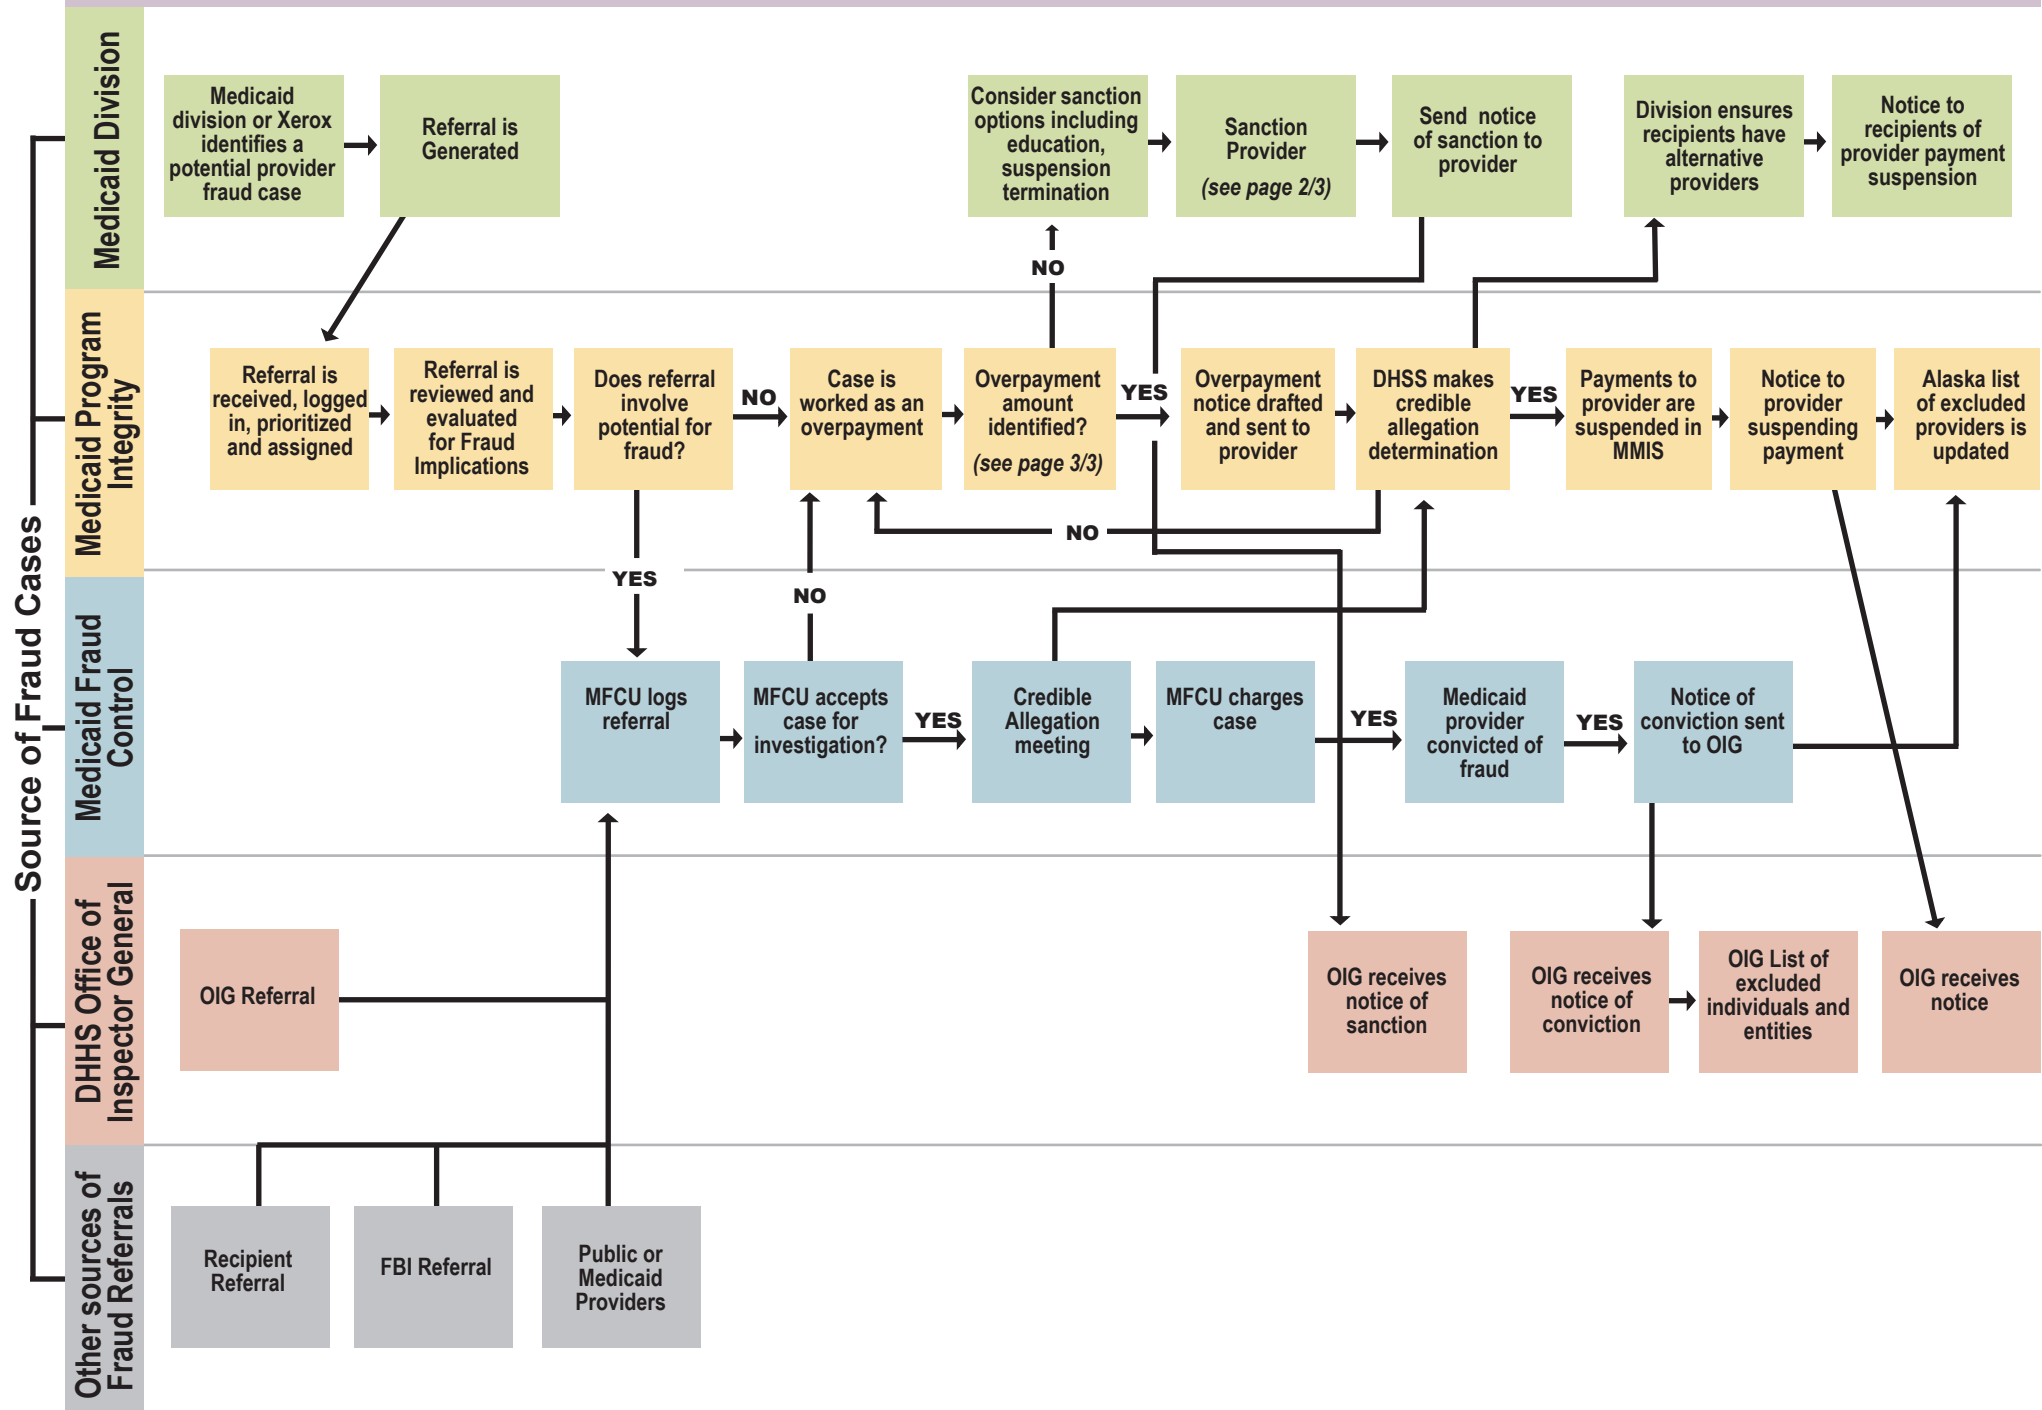 Source of Fraud Cases
Medicaid Division
Medicaid
division or Xerox
identifies a
potential provider
fraud case
Referral is
Generated
Consider sanction
options including
education,
suspension
termination
Sanction
Provider
(see page 2/3)
Send notice
of sanction to
provider
Division ensures
recipients have
alternative
providers
Notice to
recipients of
provider payment
suspension
NO
Medicaid Program
Integrity
Referral is
received, logged
in, prioritized
and assigned
Referral is
reviewed and
evaluated
for Fraud
Implications
Does referral
involve
potential for
fraud?
NO
Case is
worked as an
overpayment
Overpayment
amount
identified?
(see page 3/3)
YES
Overpayment
notice drafted
and sent to
provider
DHSS makes
credible
allegation
determination
YES
Payments to
provider are
suspended in
MMIS
Notice to
provider
suspending
payment
Alaska list
of excluded
providers is
updated
NO
YES
NO
Medicaid Fraud
Control
MFCU logs
referral
MFCU accepts
case for
investigation?
YES
Credible
Allegation
meeting
MFCU charges
case
YES
Medicaid
provider
convicted of
fraud
YES
Notice of
conviction sent
to OIG
DHHS Office of
Inspector General
OIG Referral
OIG receives
notice of
sanction
OIG receives
notice of
conviction
OIG List of
excluded
individuals and
entities
OIG receives
notice
Other sources of
Fraud Referrals
Recipient
Referral
FBI Referral
Public or
Medicaid
Providers